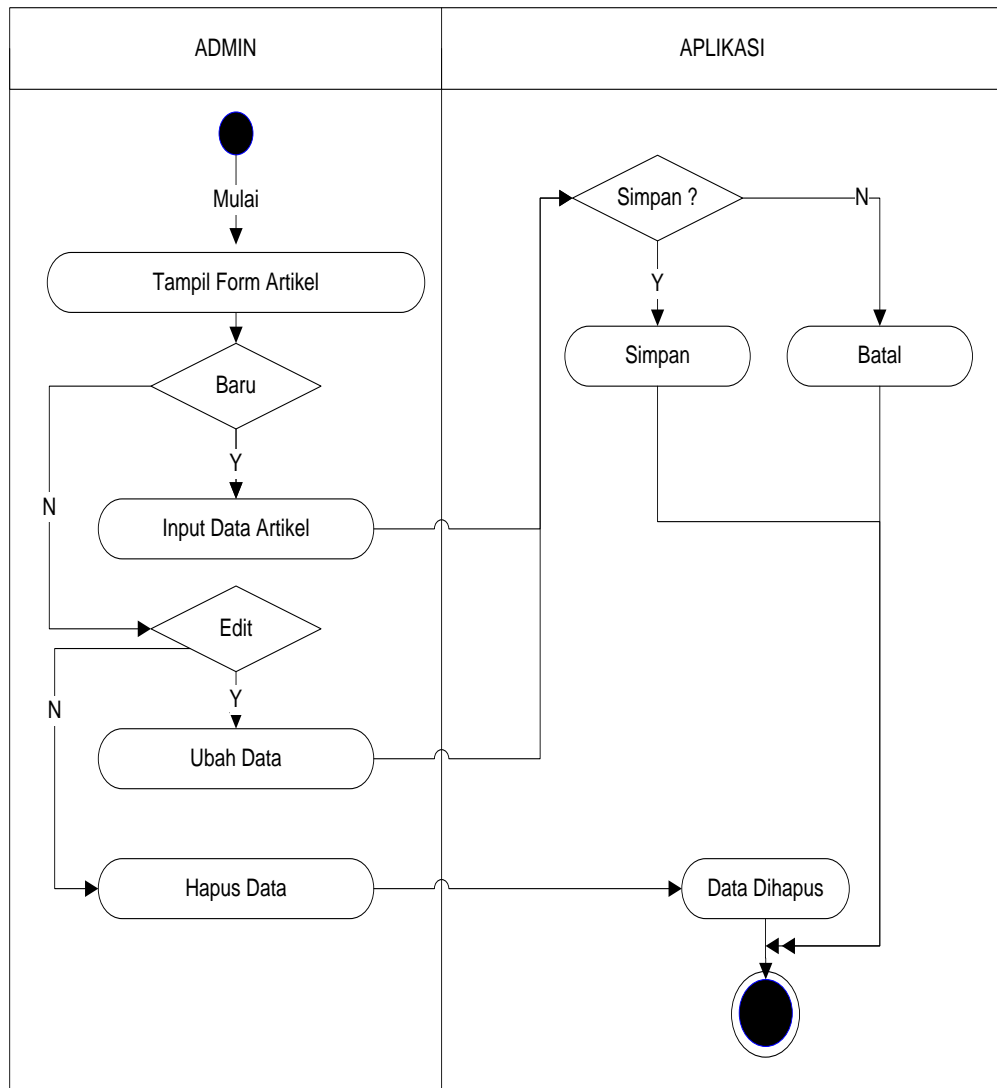 ADMIN
APLIKASI
Mulai
Tampil Form Artikel
Baru
Y
N
Input Data Artikel
Edit
Y
N
Ubah Data
Hapus Data
Simpan ?
N
Y
Simpan
Batal
Data Dihapus